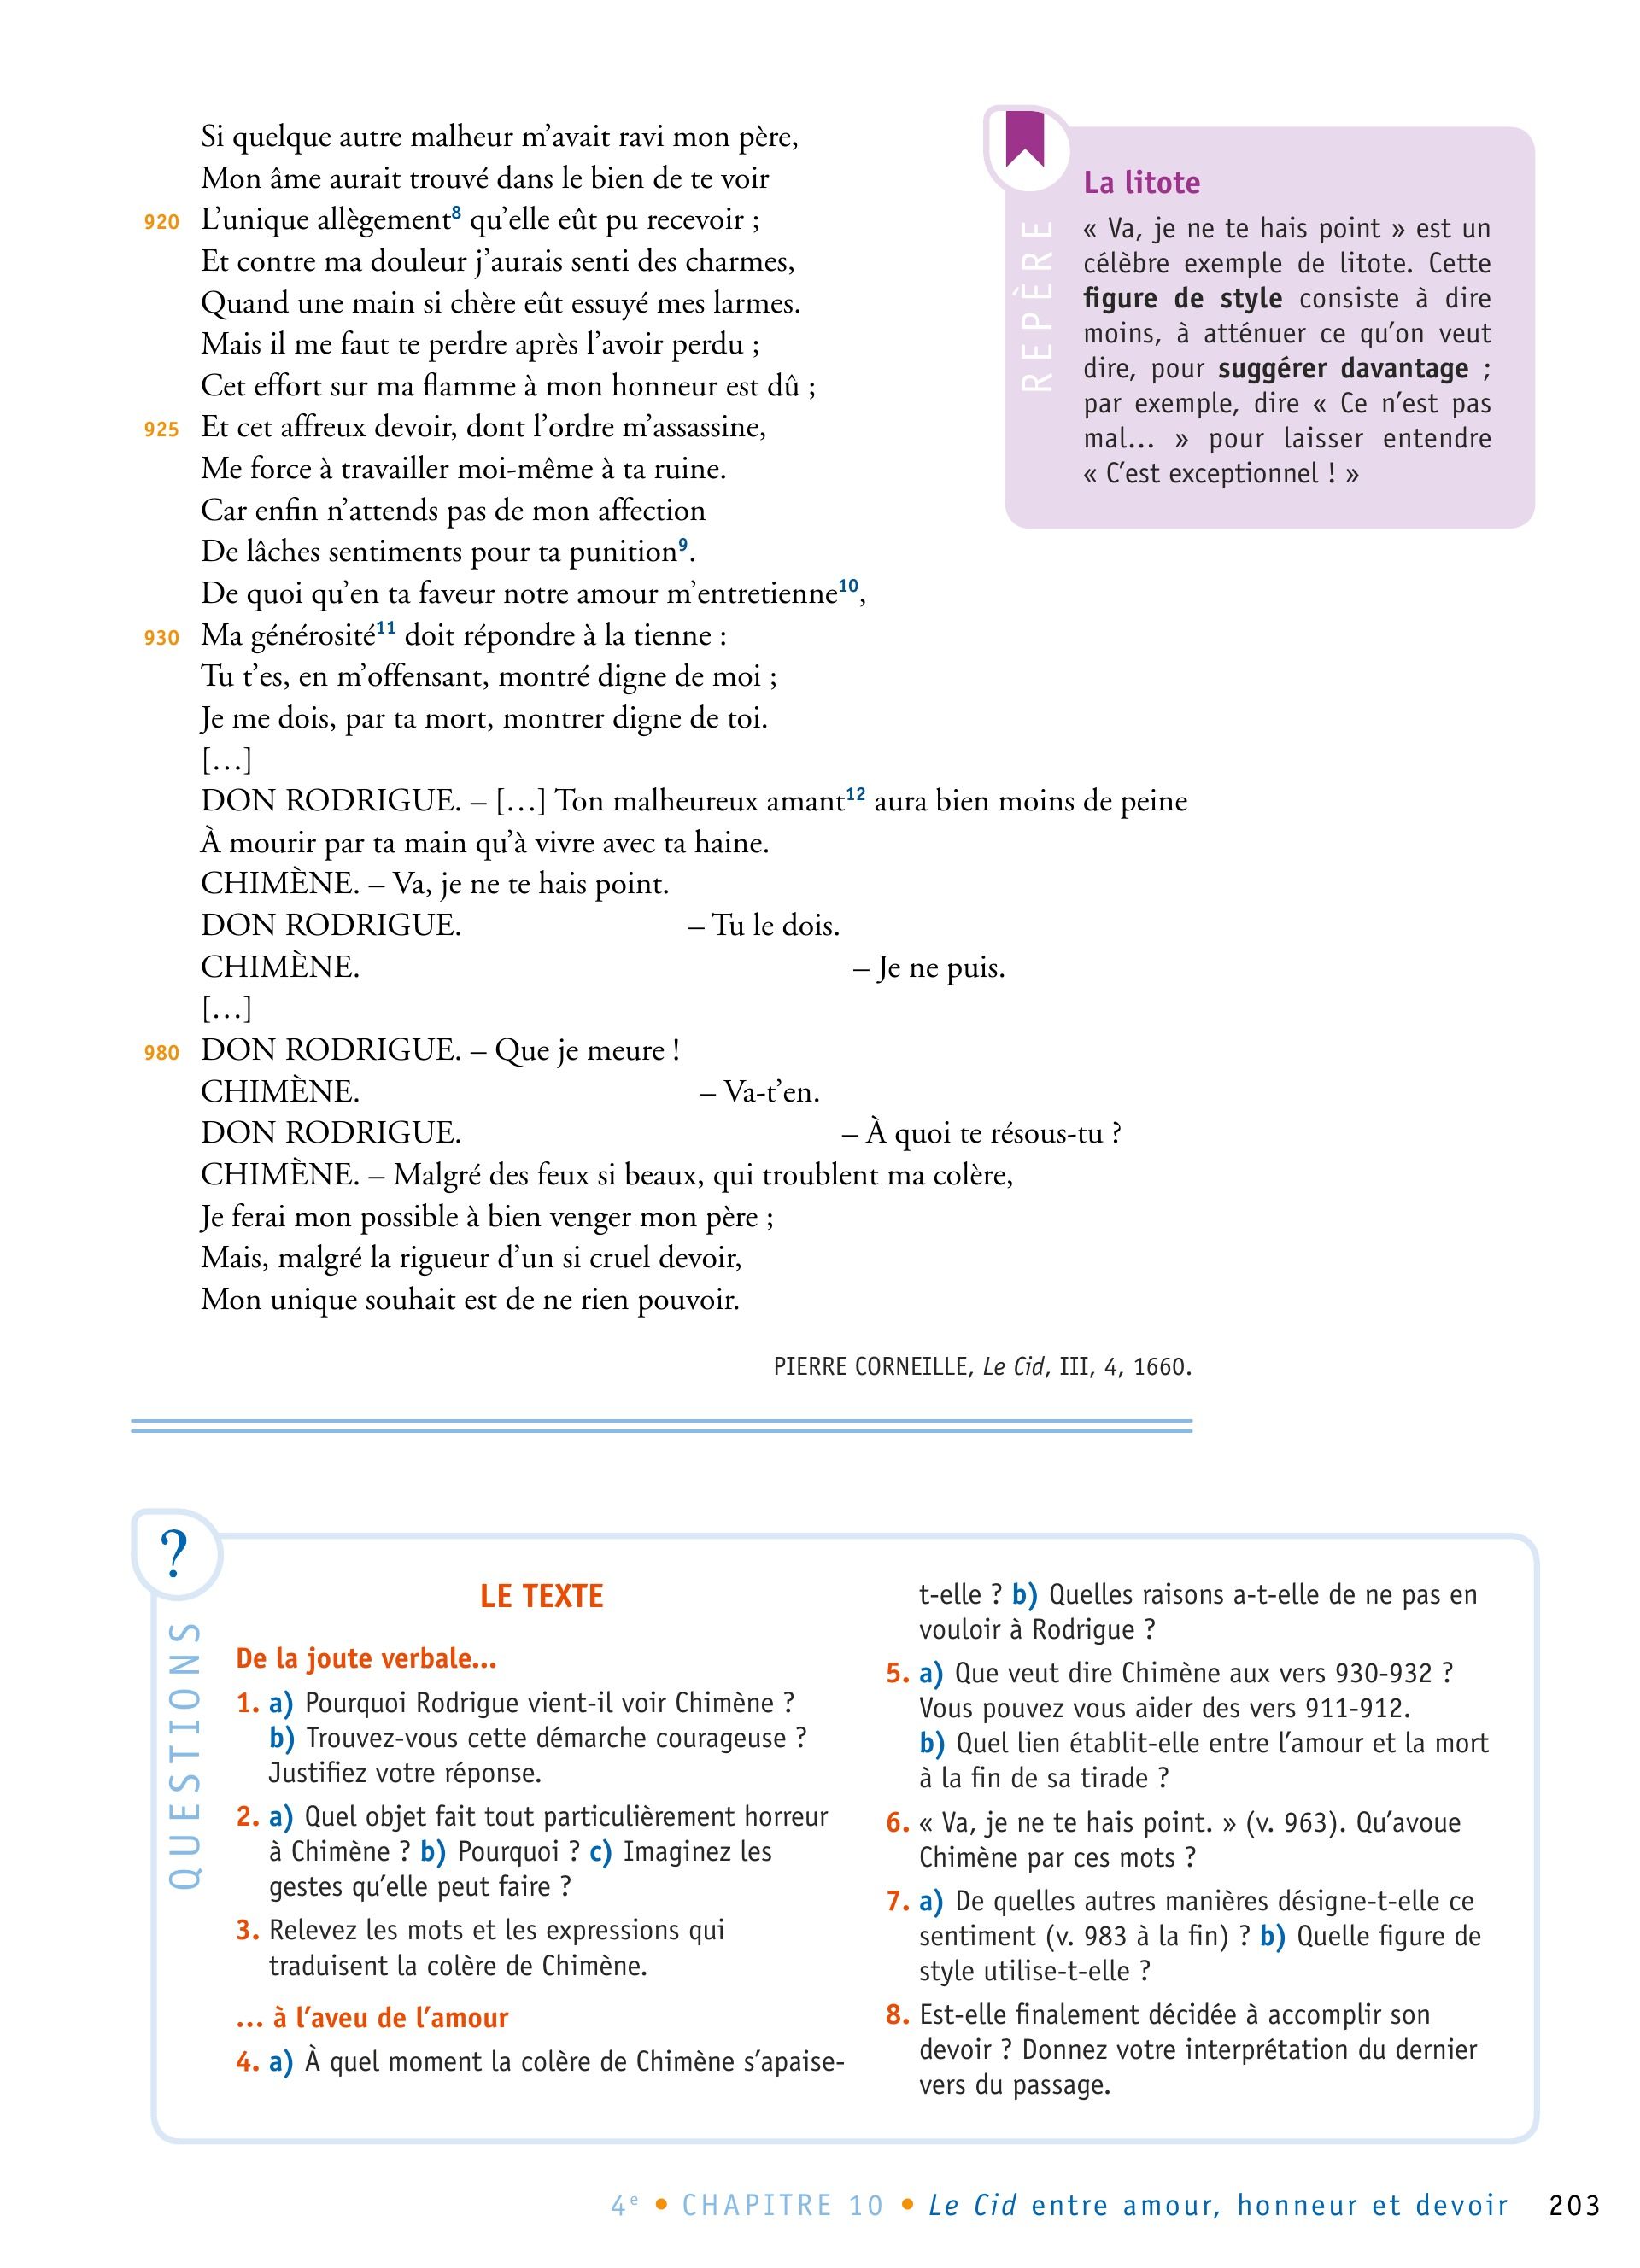 Si quelque autre malheur m’avait ravi mon père,
Mon âme aurait trouvé dans le bien de te voir
920 L’unique allègement8 qu’elle eût pu recevoir ;
Et contre ma douleur j’aurais senti des charmes,
Quand une main si chère eût essuyé mes larmes.
Mais il me faut te perdre après l’avoir perdu ;
Cet effort sur ma flamme à mon honneur est dû ;
925 Et cet affreux devoir, dont l’ordre m’assassine,
Me force à travailler moi-même à ta ruine.
Car enfin n’attends pas de mon affection
De lâches sentiments pour ta punition9.
De quoi qu’en ta faveur notre amour m’entretienne10,
930 Ma générosité11 doit répondre à la tienne :
Tu t’es, en m’offensant, montré digne de moi ;
Je me dois, par ta mort, montrer digne de toi.
[…]
DON RODRIGUE. – […] Ton malheureux amant12 aura bien moins de peine
À mourir par ta main qu’à vivre avec ta haine.
CHIMÈNE. – Va, je ne te hais point.
DON RODRIGUE. – Tu le dois.
CHIMÈNE. – Je ne puis.
[…]
980 DON RODRIGUE. – Que je meure !
CHIMÈNE. – Va-t’en.
DON RODRIGUE. – À quoi te résous-tu ?
CHIMÈNE. – Malgré des feux si beaux, qui troublent ma colère,
Je ferai mon possible à bien venger mon père ;
Mais, malgré la rigueur d’un si cruel devoir,
Mon unique souhait est de ne rien pouvoir.
PIERRE CORNEILLE, Le Cid, III, 4, 1660.
REPÈRE
La litote
« Va, je ne te hais point » est un
célèbre exemple de litote. Cette
figure de style consiste à dire
moins, à atténuer ce qu’on veut
dire, pour suggérer davantage ;
par exemple, dire « Ce n’est pas
mal… » pour laisser entendre
« C’est exceptionnel ! »
?
QUESTIONS
LE TEXTE
De la joute verbale…
1. a) Pourquoi Rodrigue vient-il voir Chimène ?
b) Trouvez-vous cette démarche courageuse ?
Justifiez votre réponse.
2. a) Quel objet fait tout particulièrement horreur
à Chimène ? b) Pourquoi ? c) Imaginez les
gestes qu’elle peut faire ?
3. Relevez les mots et les expressions qui
traduisent la colère de Chimène.
… à l’aveu de l’amour
4. a) À quel moment la colère de Chimène s’apaise-
t-elle ? b) Quelles raisons a-t-elle de ne pas en
vouloir à Rodrigue ?
5. a) Que veut dire Chimène aux vers 930-932 ?
Vous pouvez vous aider des vers 911-912.
b) Quel lien établit-elle entre l’amour et la mort
à la fin de sa tirade ?
6. « Va, je ne te hais point. » (v. 963). Qu’avoue
Chimène par ces mots ?
7. a) De quelles autres manières désigne-t-elle ce
sentiment (v. 983 à la fin) ? b) Quelle figure de
style utilise-t-elle ?
8. Est-elle finalement décidée à accomplir son
devoir ? Donnez votre interprétation du dernier
vers du passage.
4e • CHAPITRE 10 • Le Cid entre amour, honneur et devoir 203